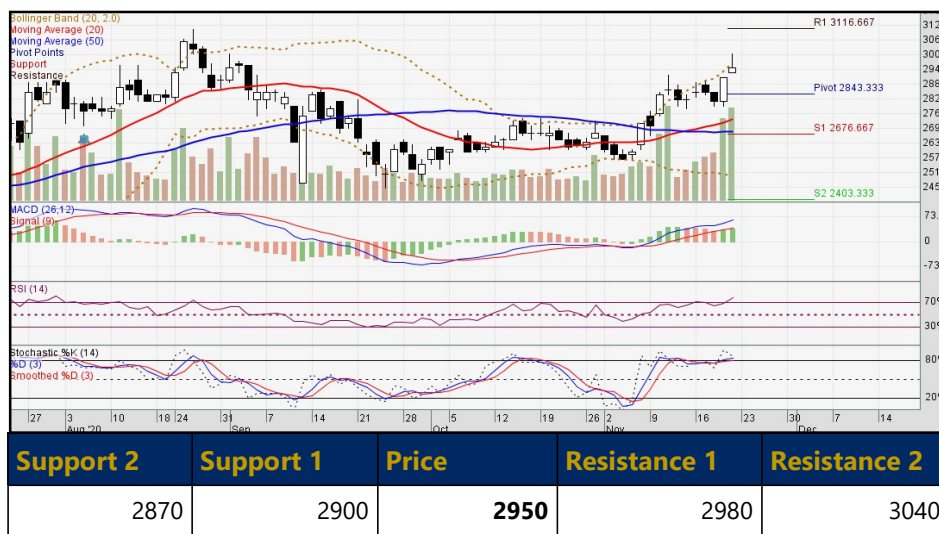 Bollinger Band (20, 2.0)
Moving Average (20)
Moving Average (50)
Pivot Points
Support
Resistance
R1 3116.667
Pivot 2843.333
S1 2676.667
S2 2403.333
MACD (26,12)
Signal (9)
73.
0
-73
RSI (14)
70%
30%
Stochastic %K (14)
%D (3)
Smoothed %D (3)
80%
20%
27 3 10 18 24 31 7 14 21 28 5 12 19 26 2 9 16 23 30 7 14
Aug '20 Sep Oct Nov Dec
Support 2 Support 1 Price Resistance 1 Resistance 2
2870 2900 2950 2980 3040